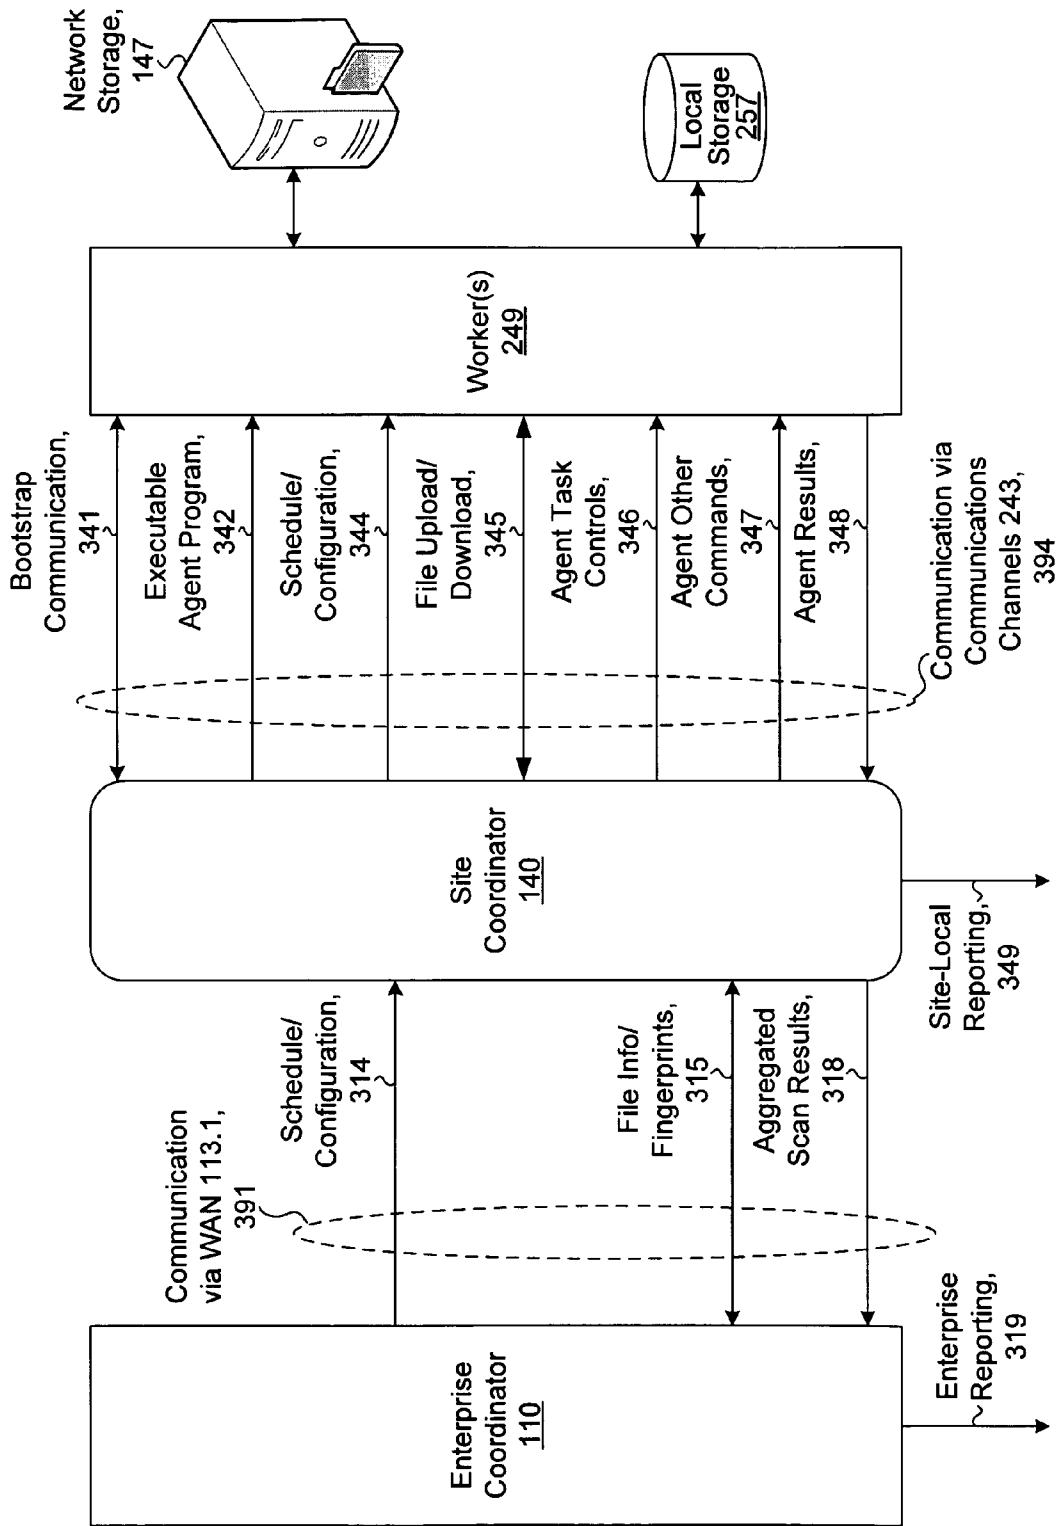 Enterprise
Coordinator
110
Enterprise
Reporting,
319
Communication
via WAN 113.1,
391
Schedule/
Configuration,
314
File Info/
Fingerprints,
315
Aggregated
Scan Results,
318
Site
Coordinator
140
Site-Local
Reporting,
349
Bootstrap
Communication,
341
Executable
Agent Program,
342
Schedule/
Configuration,
344
File Upload/
Download,
345
Agent Task
Controls,
346
Agent Other
Commands,
347
Agent Results,
348
Communication via
Communications
Channels 243,
394
Worker(s)
249
Network
Storage,
147
Local
Storage
257